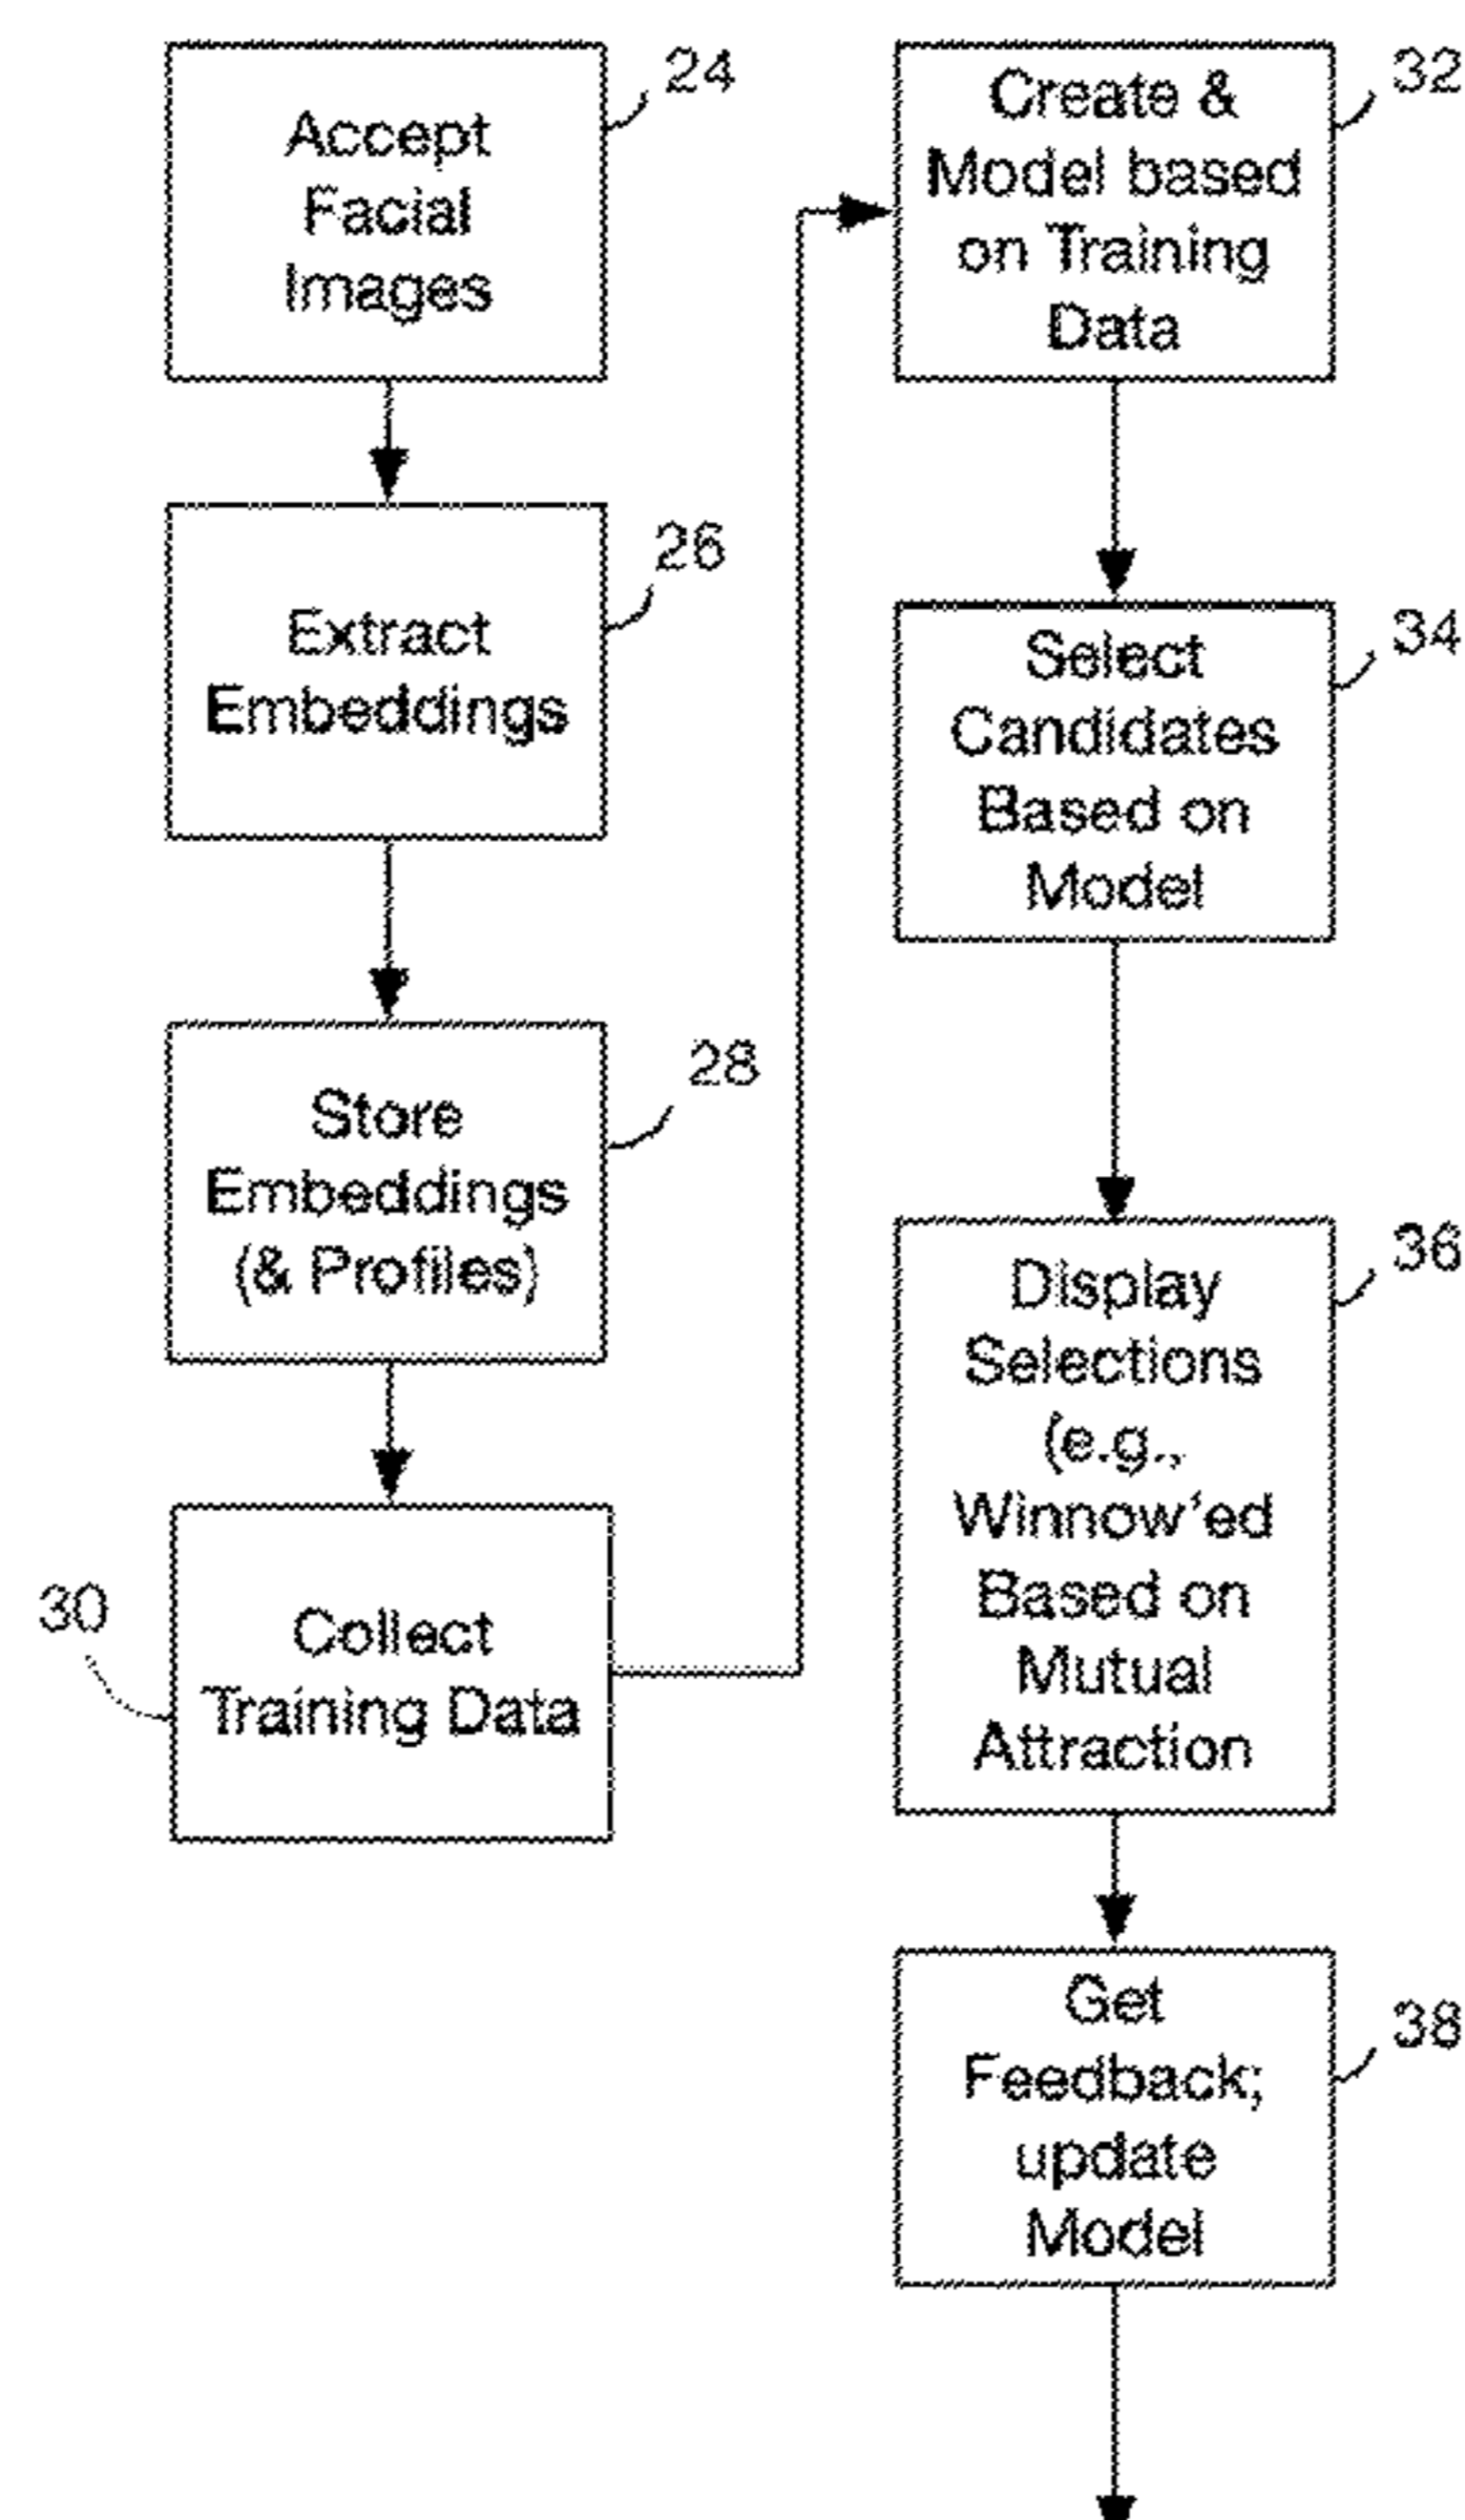 24
Accept
Facial
Images
26
Extract
Embeddings
28
Store
Embeddings
(& Profiles)
30
Collect
Training Data
32
Create &
Model based
on Training
Data
34
Select
Candidates
Based on
Model
36
Display
Selections
(e.g.,
Winnow'ed
Based on
Mutual
Attraction
38
Get
Feedback;
update
Model